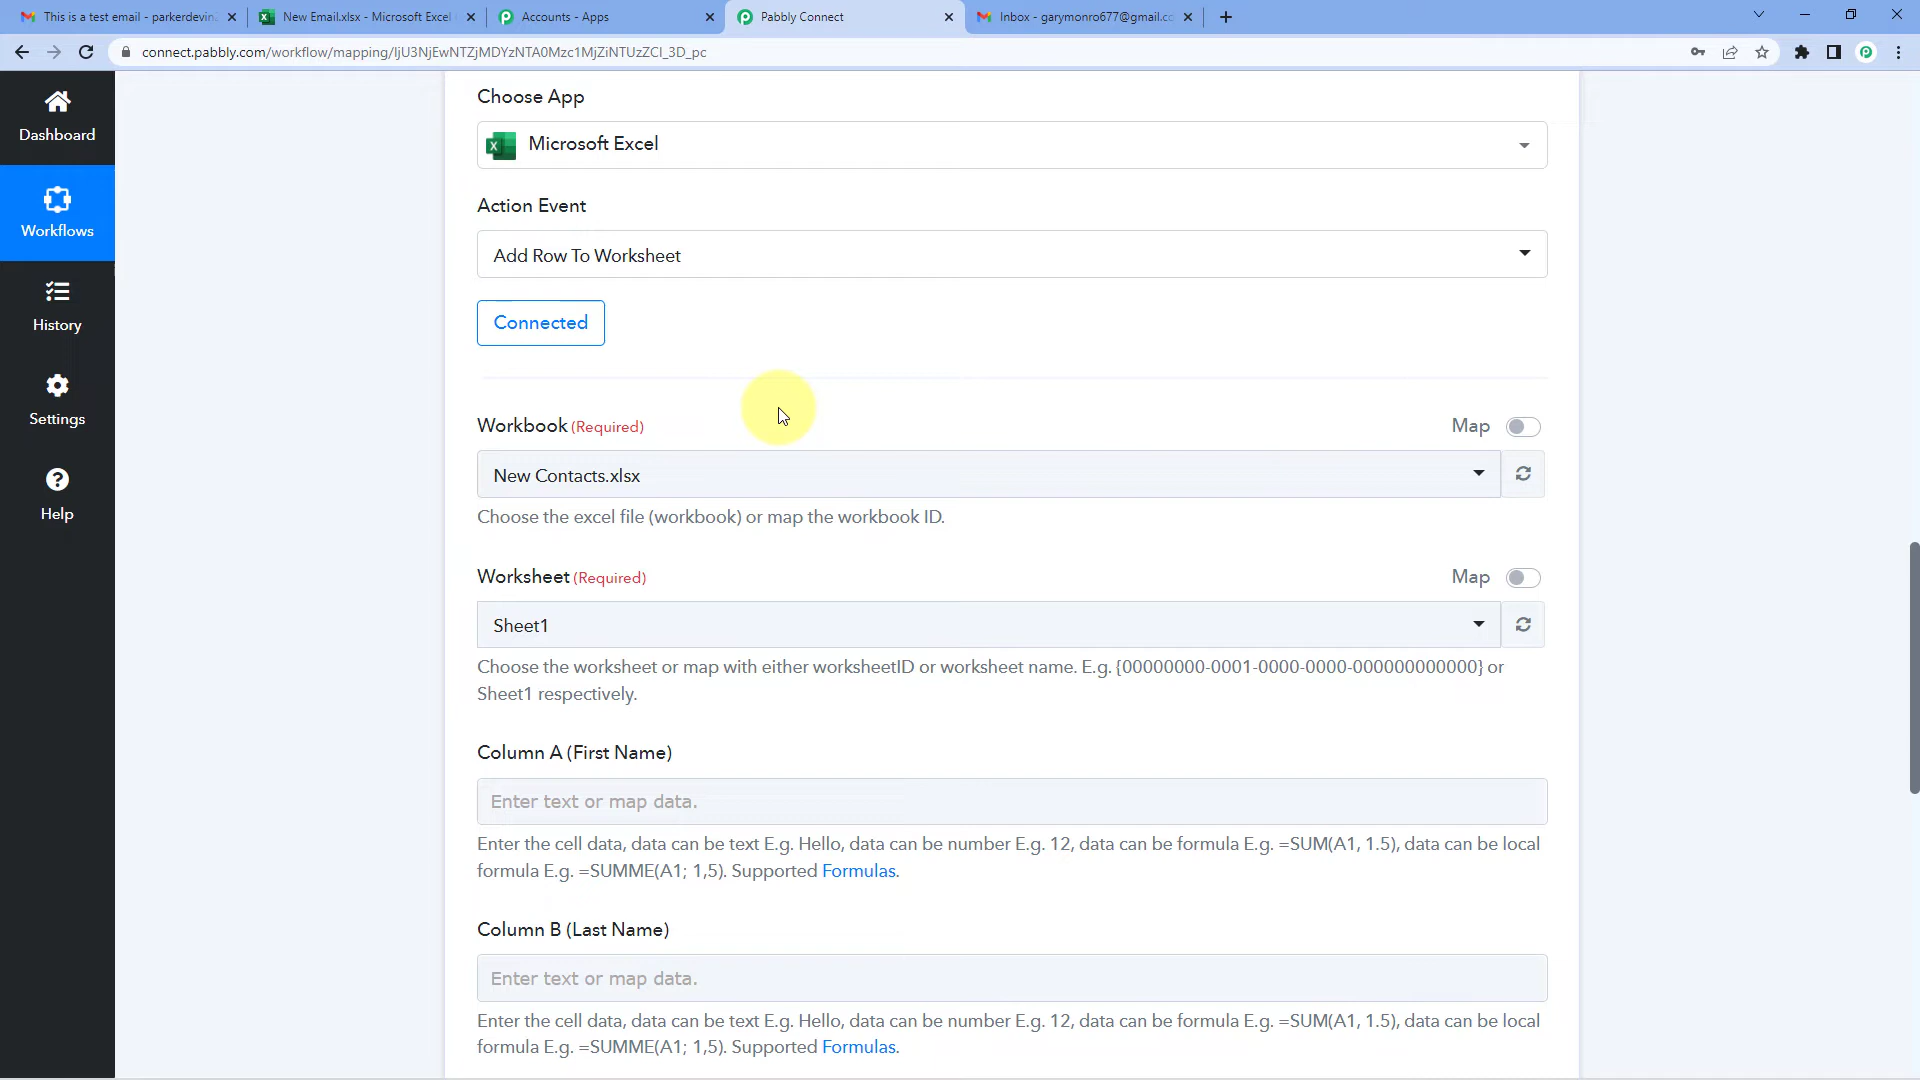 This is a test email - parkerdevin
New Email.xlsx - Microsoft Excel
Accounts - Apps
Pabbly Connect
Inbox - garymonro677@gmail.co
connect.pabbly.com/workflow/mapping/IjU3NjEwNTZjMDYzNTA0Mzc1MjZiNTUzZCI_3D_pc
Dashboard
Workflows
History
Settings
Help
Choose App
Microsoft Excel
Action Event
Add Row To Worksheet
Connected
Workbook (Required)
Map
New Contacts.xlsx
Choose the excel file (workbook) or map the workbook ID.
Worksheet (Required)
Map
Sheet1
Choose the worksheet or map with either worksheetID or worksheet name. E.g. {00000000-0001-0000-0000-000000000000} or
Sheet1 respectively.
Column A (First Name)
Enter text or map data.
Enter the cell data, data can be text E.g. Hello, data can be number E.g. 12, data can be formula E.g. =SUM(A1, 1.5), data can be local
formula E.g. =SUMME(A1; 1,5). Supported Formulas.
Column B (Last Name)
Enter text or map data.
Enter the cell data, data can be text E.g. Hello, data can be number E.g. 12, data can be formula E.g. =SUM(A1, 1.5), data can be local
formula E.g. =SUMME(A1; 1,5). Supported Formulas.